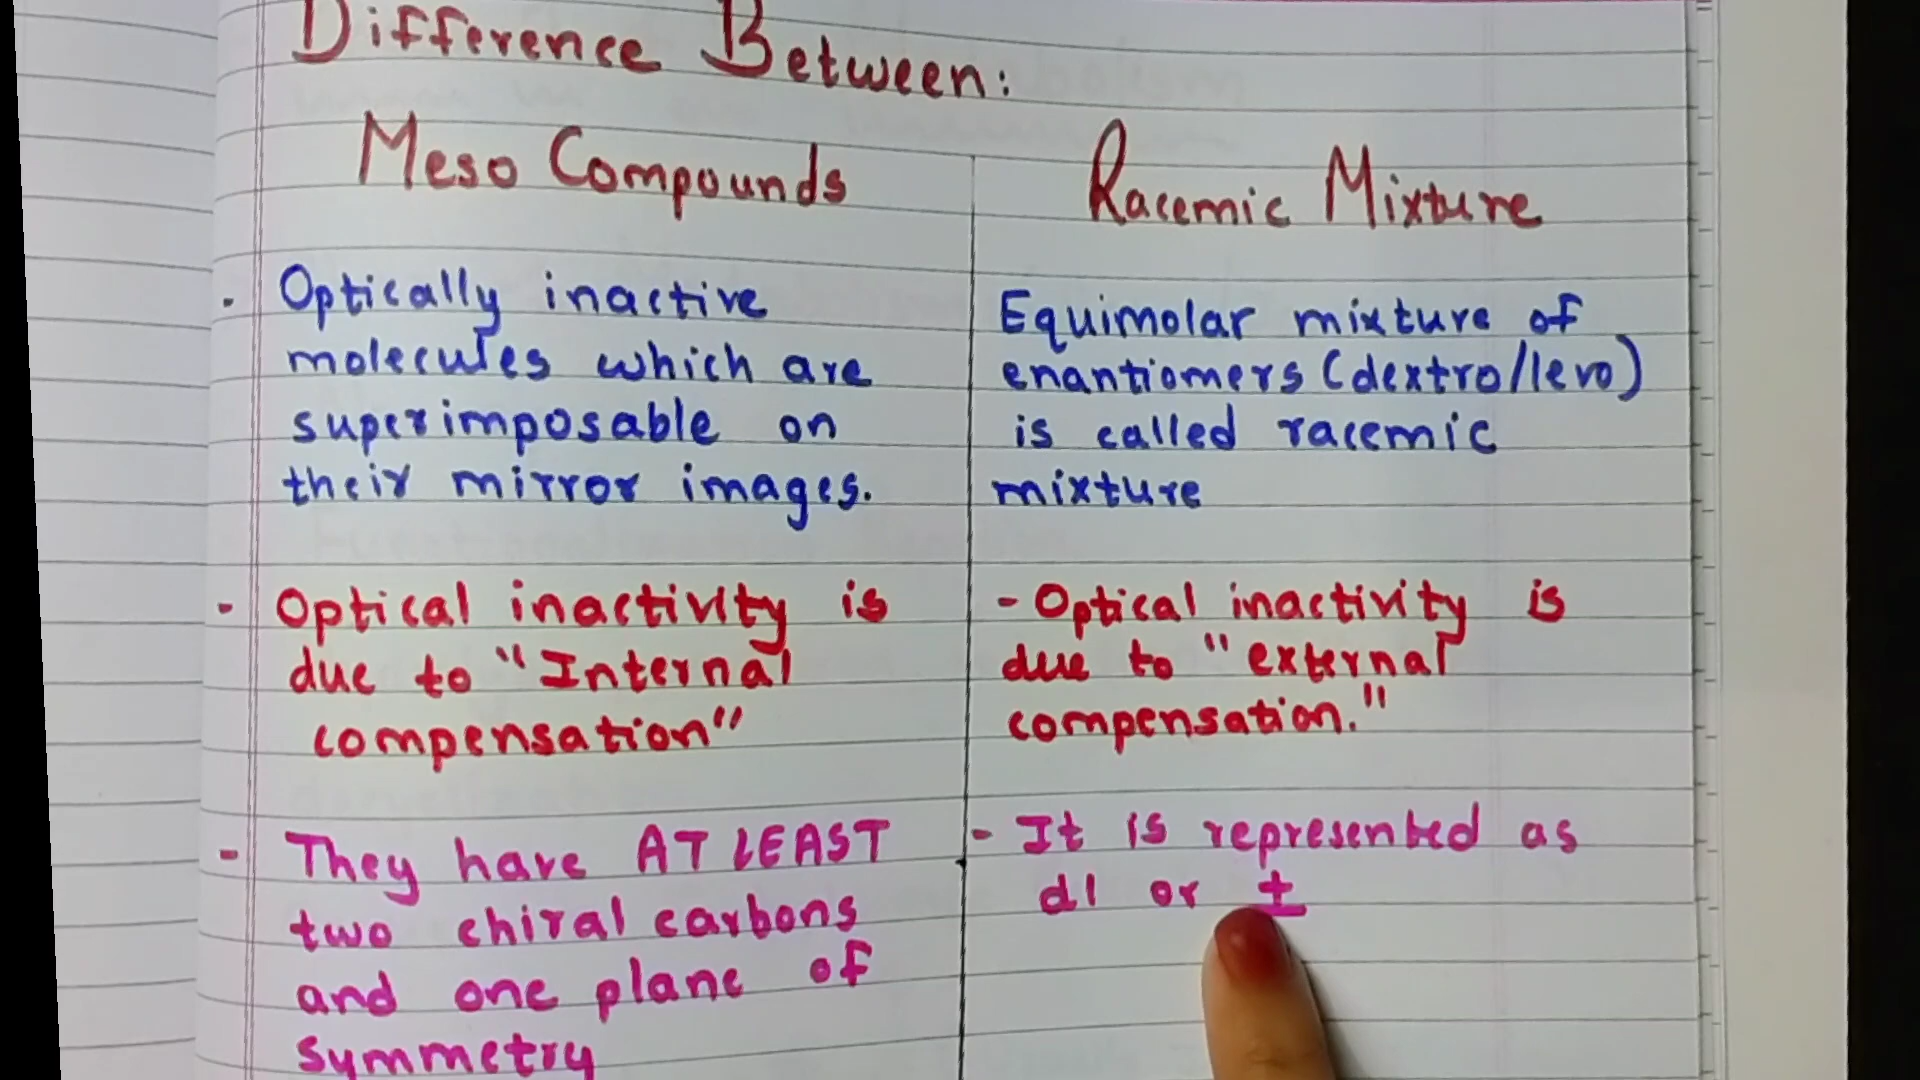 Difference Between:
Meso Compounds
- Optically inactive
molecules which are
superimposable on
their mirror images.
- Optical inactivity is
due to "Internal
compensation"
- They have AT LEAST
two chiral carbons
and one plane of
symmetry
Racemic Mixture
Equimolar mixture of
enantiomers (dextro/levo)
is called racemic
mixture
- Optical inactivity is
due to "external
compensation."
- It is represented as
dl or ±